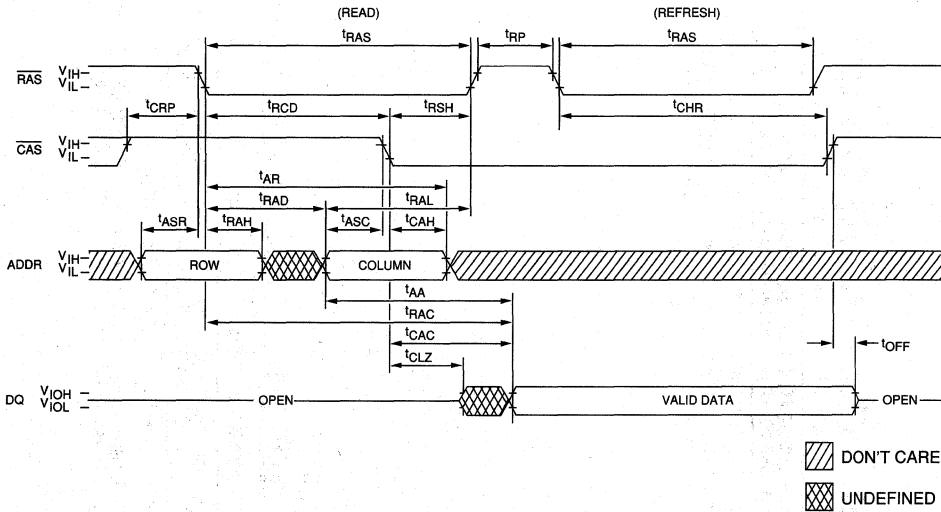 (READ) (REFRESH)
tRAS tRP tRAS
RAS VIH
VIL
tCRP tRCD tRSH tCHR
CAS VIH
VIL
tAR
tRAD tRAL
tASR tRAH tASC tCAH
ADDR VIH
VIL
ROW COLUMN
tAA
tRAC
tCAC
tCLZ
tOFF
DQ VIOH
VIOL
OPEN VALID DATA OPEN
DON'T CARE
UNDEFINED